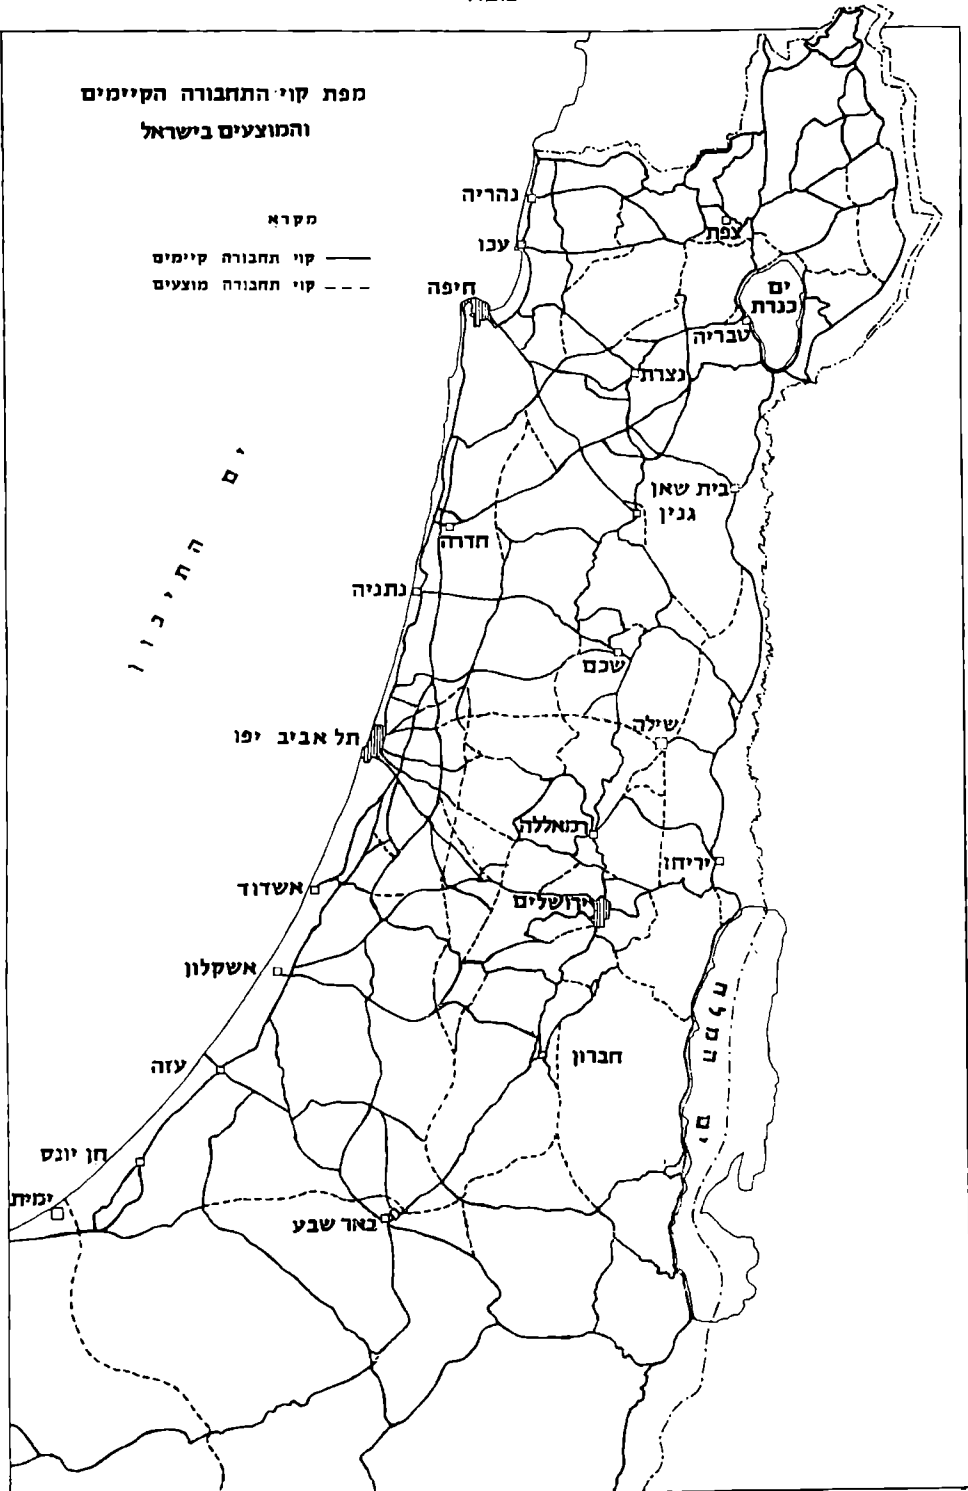 מפת קוי התחבורה הקיימים
והמוצעים בישראל
מקרא
קוי תחבורה קיימים
קוי תחבורה מוצעים
נהריה
עכו
חיפה
צפת
ים
כנרת
טבריה
נצרת
בית שאן
גנין
חדרה
נתניה
ים התיכון
שכם
שילה
תל אביב יפו
רמאללה
יריחו
אשדוד
ירושלים
אשקלון
ים המלח
חברון
עזה
חן יונס
ימית
באר שבע